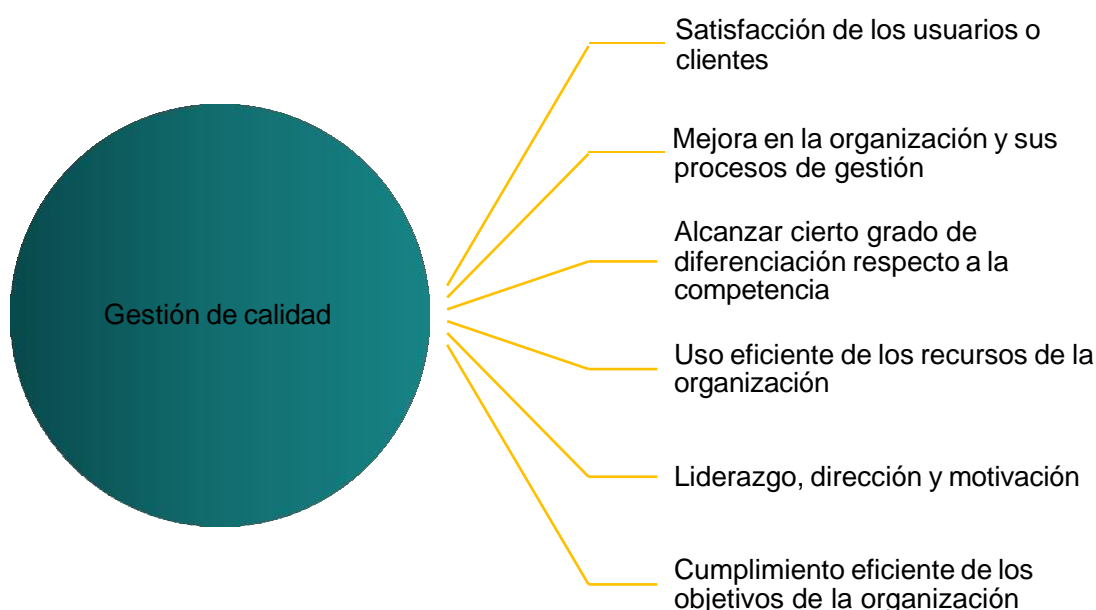 Satisfacción de los usuarios o
clientes
Mejora en la organización y sus
procesos de gestión
Alcanzar cierto grado de
diferenciación respecto a la
competencia
Gestión de calidad
Uso eficiente de los recursos de la
organización
Liderazgo, dirección y motivación
Cumplimiento eficiente de los
objetivos de la organización